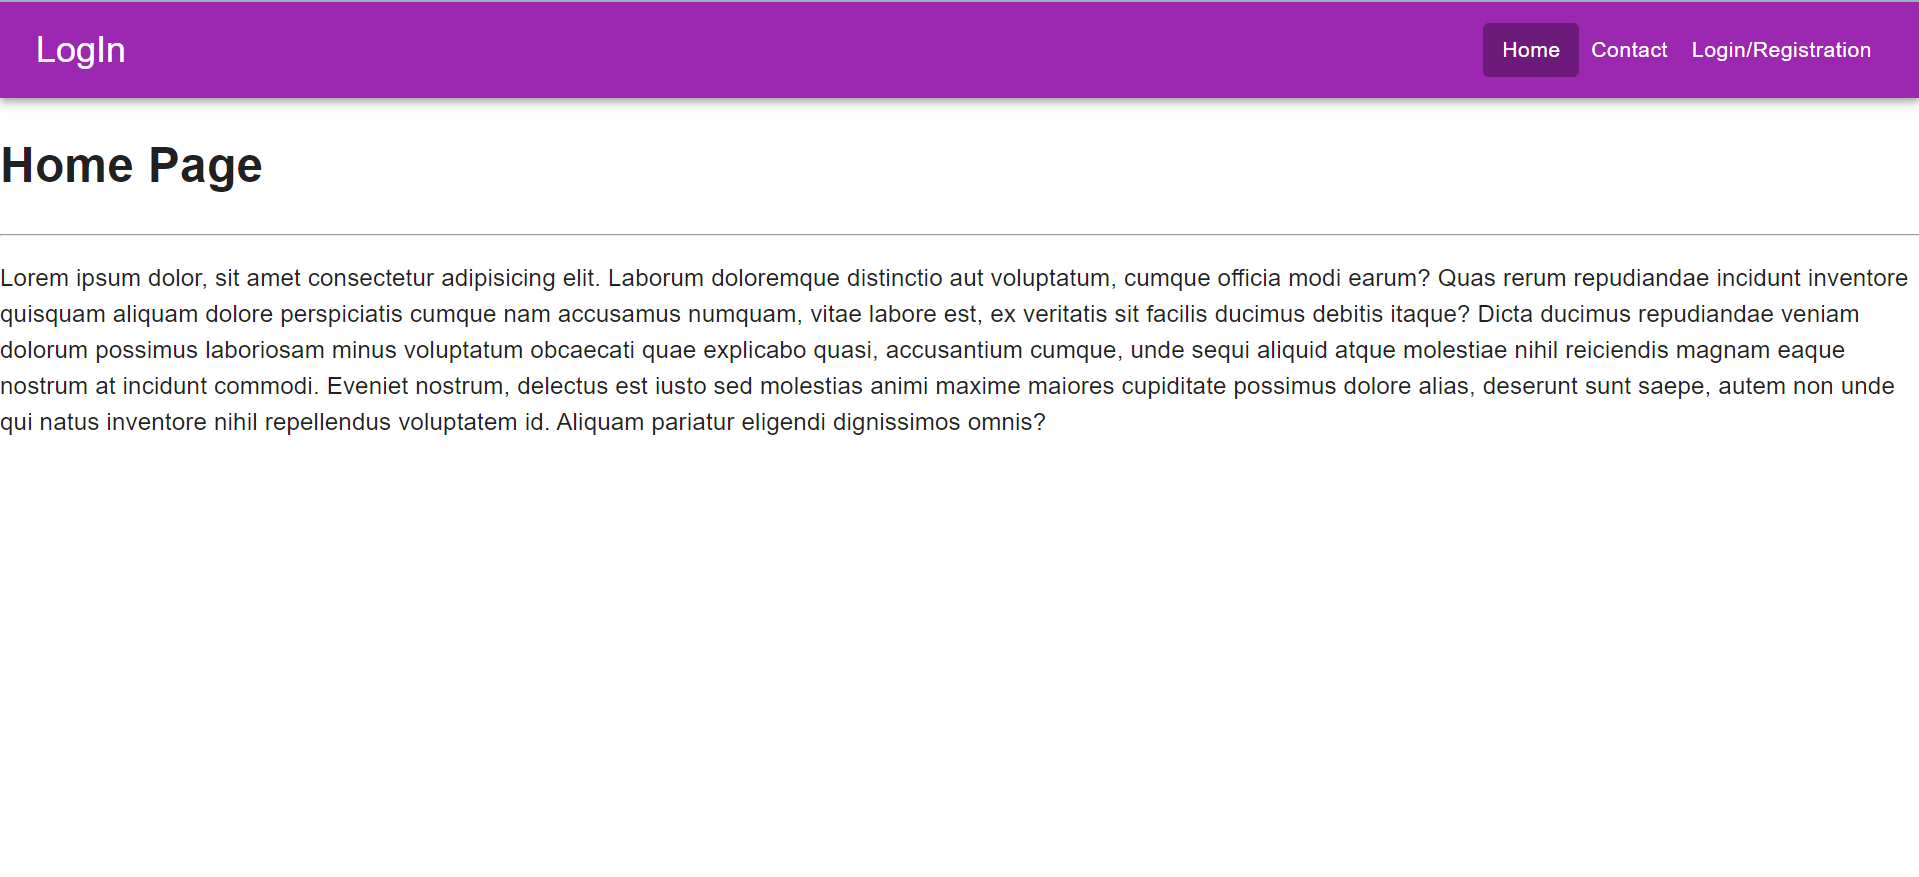 LogIn
Home
Contact
Login/Registration
Home Page
Lorem ipsum dolor, sit amet consectetur adipisicing elit. Laborum doloremque distinctio aut voluptatum, cumque officia modi earum? Quas rerum repudiandae incidunt inventore
quisquam aliquam dolore perspiciatis cumque nam accusamus numquam, vitae labore est, ex veritatis sit facilis ducimus debitis itaque? Dicta ducimus repudiandae veniam
dolorum possimus laboriosam minus voluptatum obcaecati quae explicabo quasi, accusantium cumque, unde sequi aliquid atque molestiae nihil reiciendis magnam eaque
nostrum at incidunt commodi. Eveniet nostrum, delectus est iusto sed molestias animi maxime maiores cupiditate possimus dolore alias, deserunt sunt saepe, autem non unde
qui natus inventore nihil repellendus voluptatem id. Aliquam pariatur eligendi dignissimos omnis?